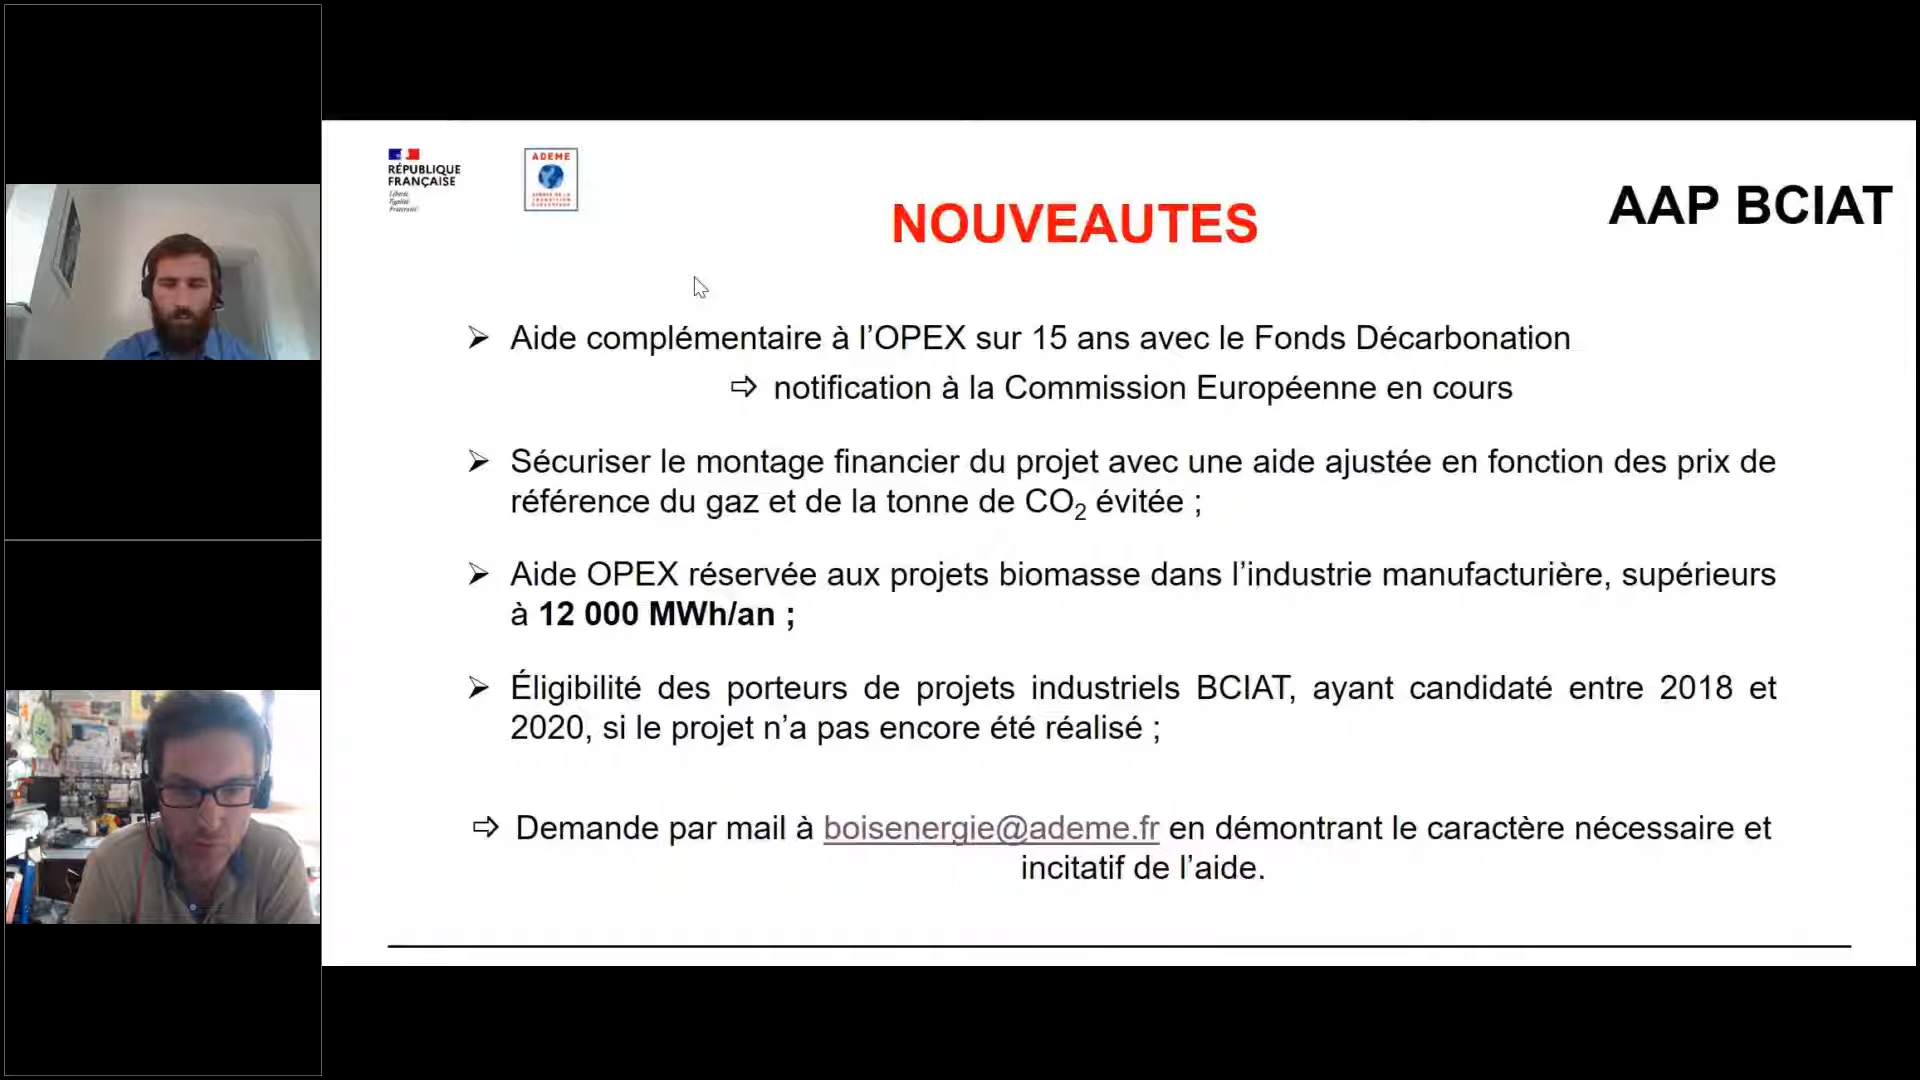 RÉPUBLIQUE
FRANÇAISE
Liberté
Égalité
Fraternité
ADEME
AGENCE DE LA
TRANSITION
ÉCOLOGIQUE
AAP BCIAT
NOUVEAUTES
➢ Aide complémentaire à l’OPEX sur 15 ans avec le Fonds Décarbonation
⇨ notification à la Commission Européenne en cours
➢ Sécuriser le montage financier du projet avec une aide ajustée en fonction des prix de
référence du gaz et de la tonne de CO₂ évitée ;
➢ Aide OPEX réservée aux projets biomasse dans l’industrie manufacturière, supérieurs
à 12 000 MWh/an ;
➢ Éligibilité des porteurs de projets industriels BCIAT, ayant candidaté entre 2018 et
2020, si le projet n’a pas encore été réalisé ;
⇨ Demande par mail à boisenergie@ademe.fr en démontrant le caractère nécessaire et
incitatif de l’aide.